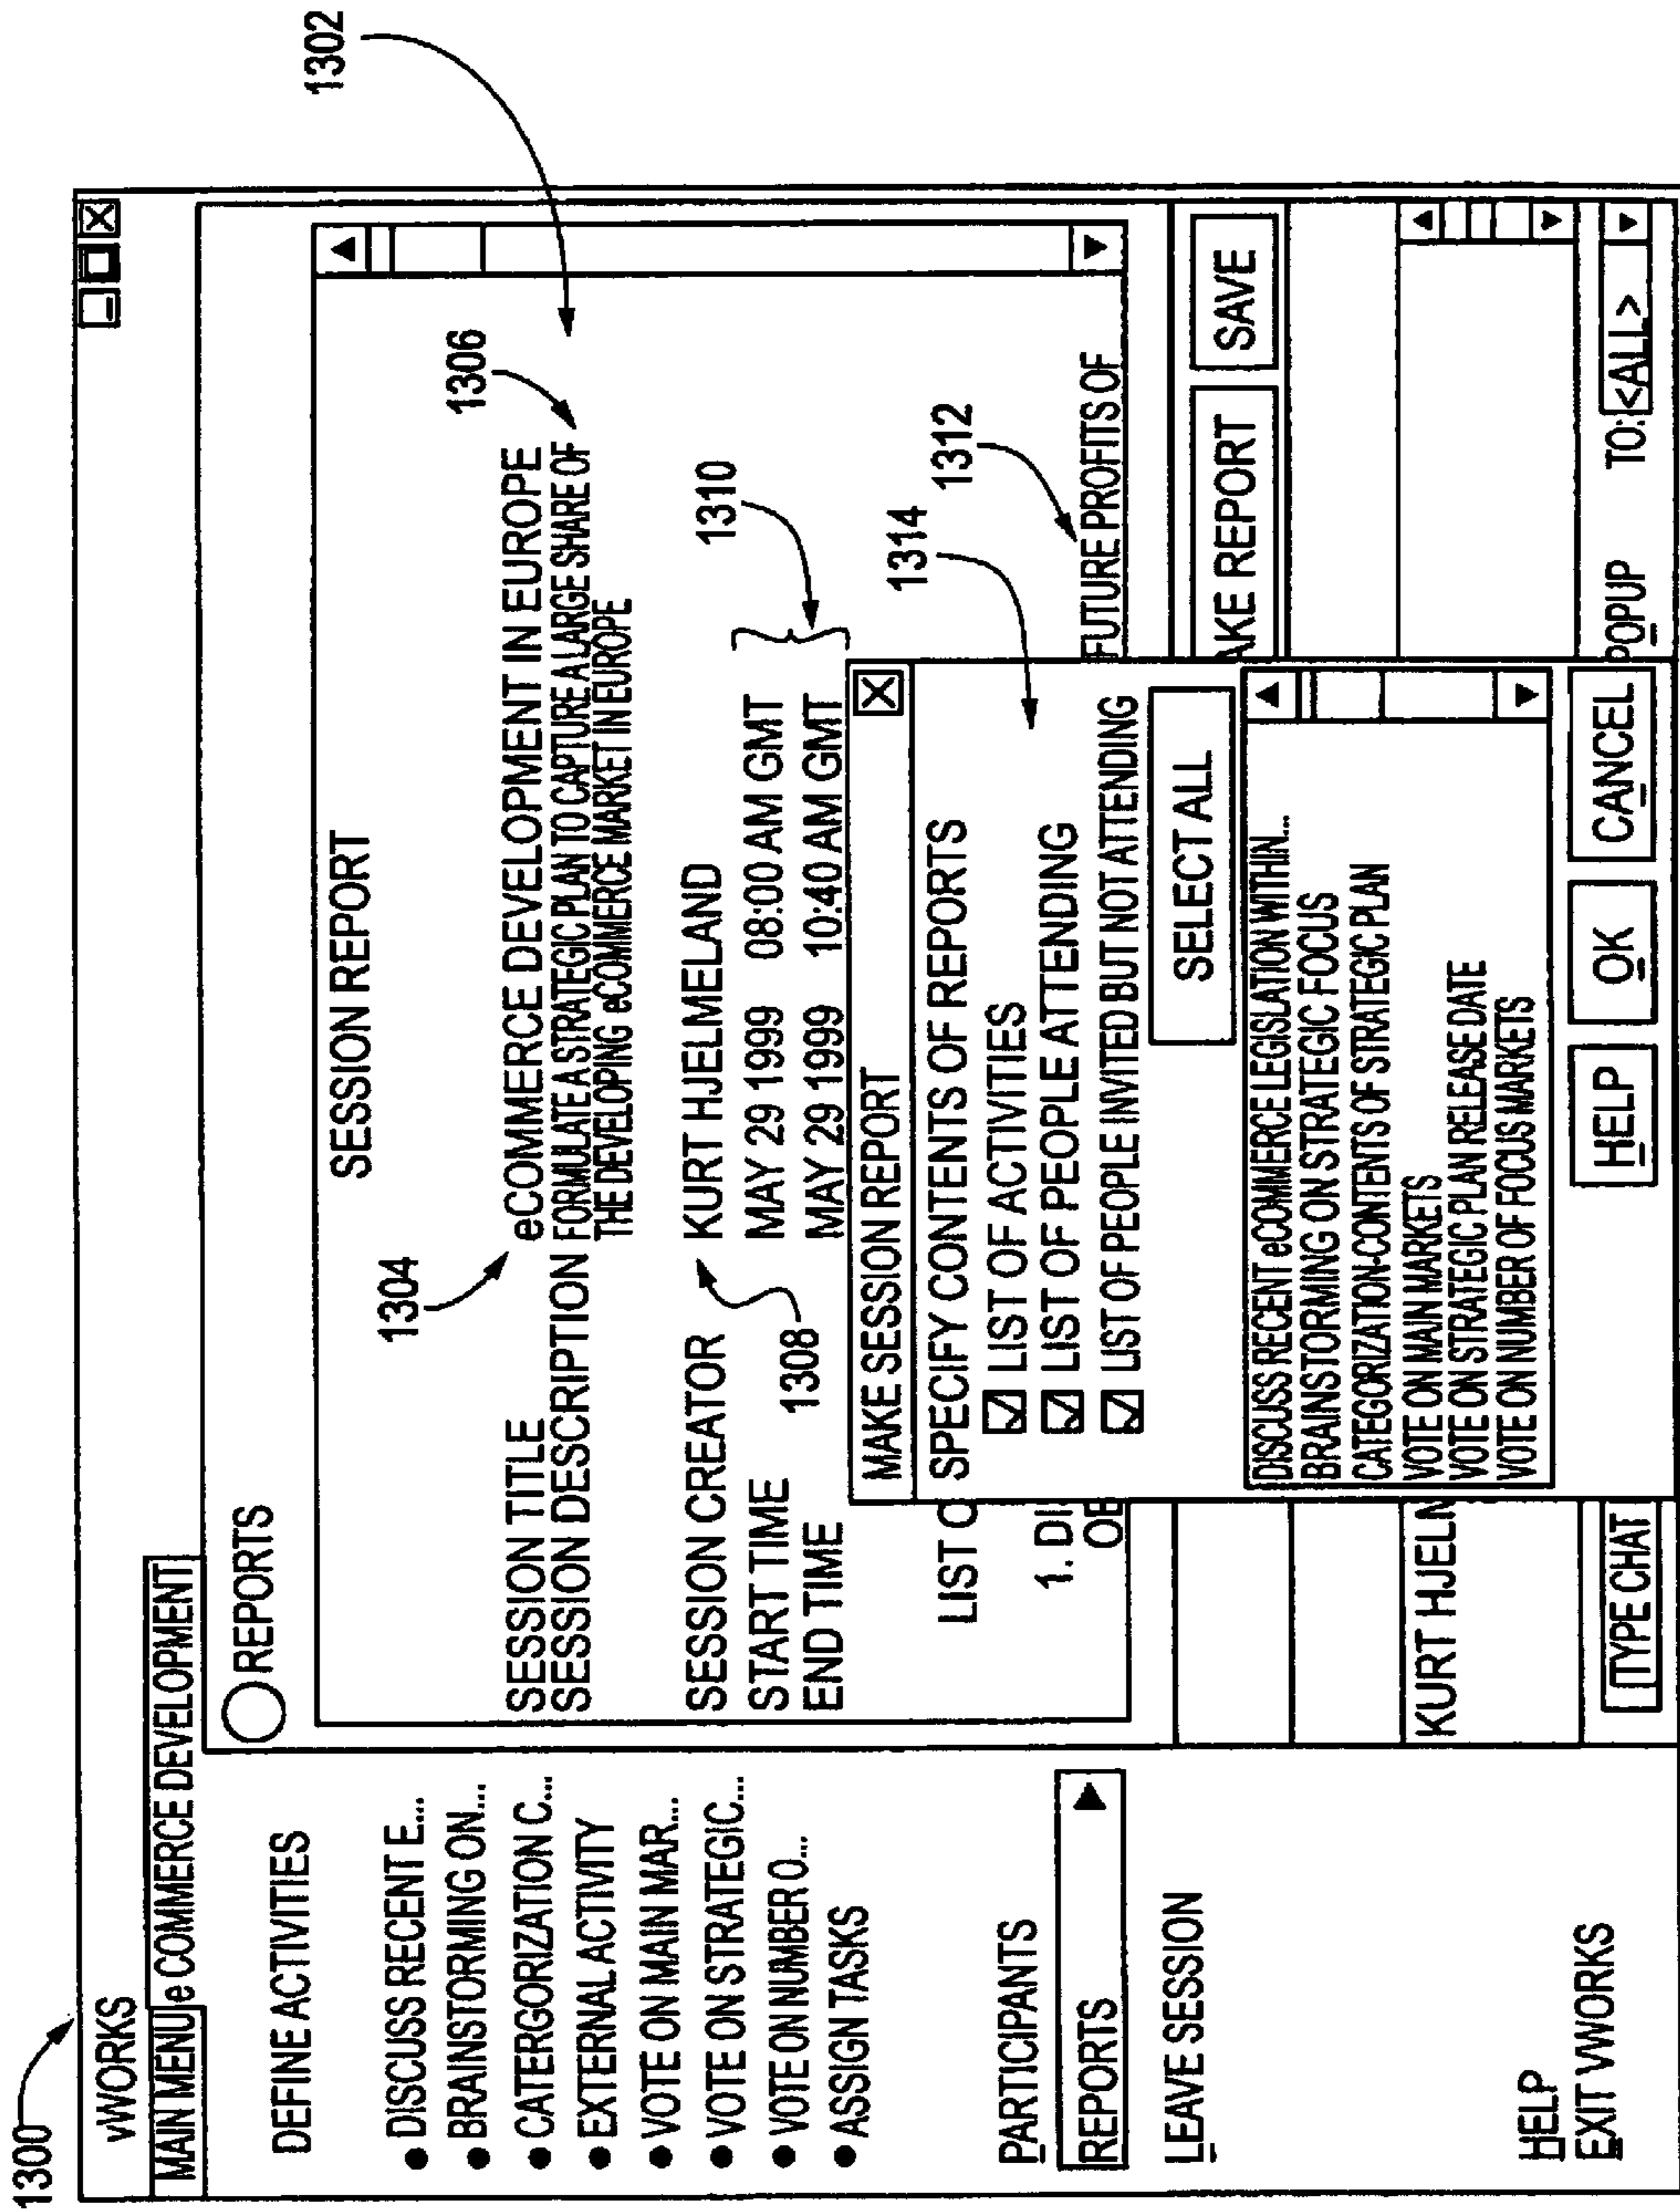 1300
vWORKS
MAIN MENU
e COMMERCE DEVELOPMENT
DEFINE ACTIVITIES
• DISCUSS RECENT E...
• BRAINSTORMING ON...
• CATERGORIZATION C...
• EXTERNAL ACTIVITY
• VOTE ON MAIN MAR...
• VOTE ON STRATEGIC...
• VOTE ON NUMBER O...
• ASSIGN TASKS
PARTICIPANTS
REPORTS
LEAVE SESSION
HELP
EXIT VWORKS
REPORTS
SESSION REPORT
1302
1304
1306
SESSION TITLE eCOMMERCE DEVELOPMENT IN EUROPE
SESSION DESCRIPTION FORMULATE A STRATEGIC PLAN TO CAPTURE A LARGE SHARE OF
THE DEVELOPING eCOMMERCE MARKET IN EUROPE
SESSION CREATOR KURT HJELMELAND
1308
1310
START TIME MAY 29 1999 08:00 AM GMT
END TIME MAY 29 1999 10:40 AM GMT
LIST O
1. DI
OB
FUTURE PROFITS OF
1312
1314
MAKE SESSION REPORT
SPECIFY CONTENTS OF REPORTS
LIST OF ACTIVITIES
LIST OF PEOPLE ATTENDING
LIST OF PEOPLE INVITED BUT NOT ATTENDING
SELECT ALL
DISCUSS RECENT eCOMMERCE LEGISLATION WITHIN...
BRAINSTORMING ON STRATEGIC FOCUS
CATEGORIZATION-CONTENTS OF STRATEGIC PLAN
VOTE ON MAIN MARKETS
VOTE ON STRATEGIC PLAN RELEASE DATE
VOTE ON NUMBER OF FOCUS MARKETS
HELP OK CANCEL
AKE REPORT SAVE
KURT HJELM
TYPE CHAT
POPUP TO: <ALL>